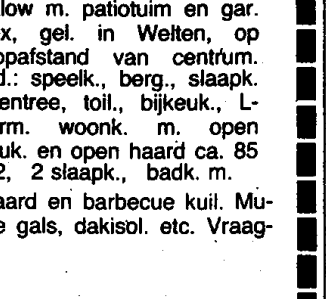 low m. patiotuim en gar.
x, gel. in Welten, op
opafstand van centrum.
d.: speelk., berg., slaapk.
entree, toil., bijkeuk., L-
rm. woonk. m. open
uk. en open haard ca. 85
2, 2 slaapk., badk. m.
aard en barbecue kuil. Mu-
e gals, dakisol. etc. Vraag-